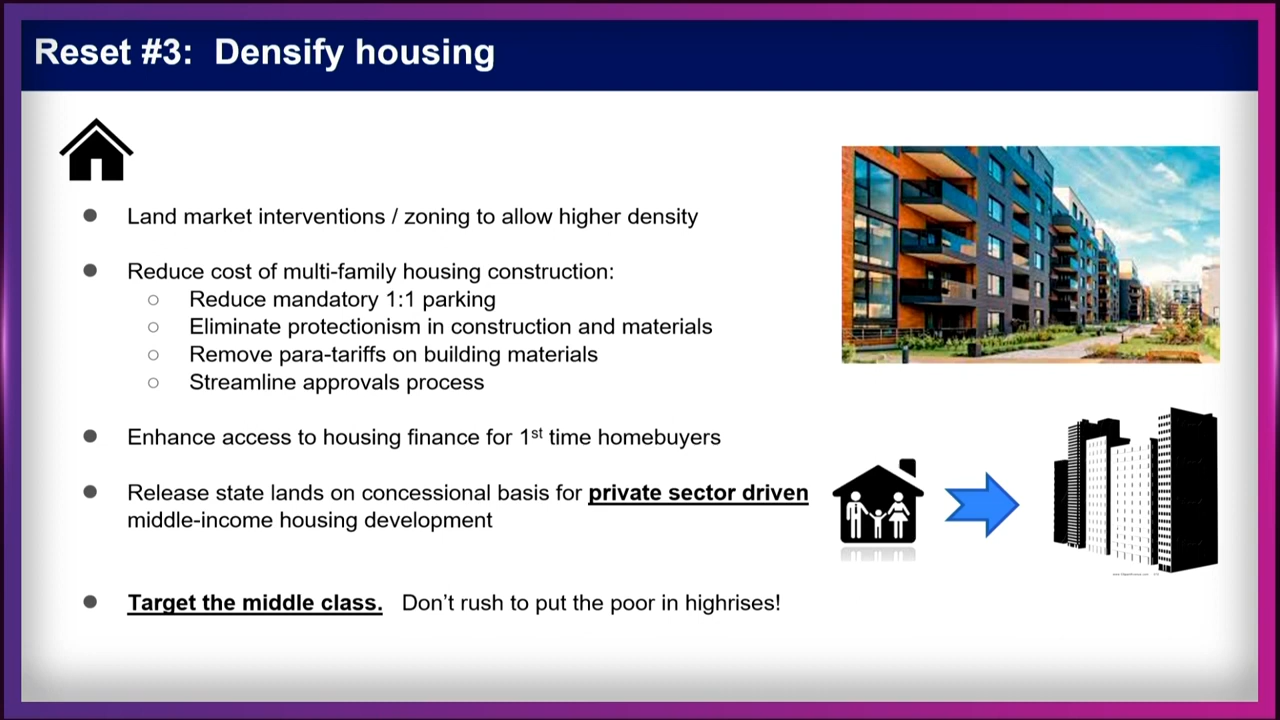 Reset #3: Densify housing
● Land market interventions / zoning to allow higher density
● Reduce cost of multi-family housing construction:
○ Reduce mandatory 1:1 parking
○ Eliminate protectionism in construction and materials
○ Remove para-tariffs on building materials
○ Streamline approvals process
● Enhance access to housing finance for 1st time homebuyers
● Release state lands on concessional basis for private sector driven
middle-income housing development
● Target the middle class. Don’t rush to put the poor in highrises!